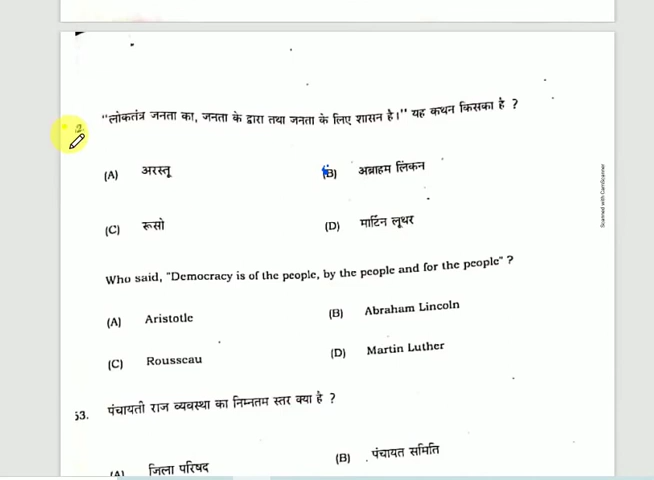 "लोकतंत्र जनता का, जनता के द्वारा तथा जनता के लिए शासन है।" यह कथन किसका है ?
(A) अरस्तू (B) अब्राहम लिंकन
(C) रूसो (D) मार्टिन लूथर
Who said, "Democracy is of the people, by the people and for the people" ?
(A) Aristotle (B) Abraham Lincoln
(C) Rousseau (D) Martin Luther
53. पंचायती राज व्यवस्था का निम्नतम स्तर क्या है ?
(A) जिला परिषद (B) पंचायत समिति
Scanned with CamScanner